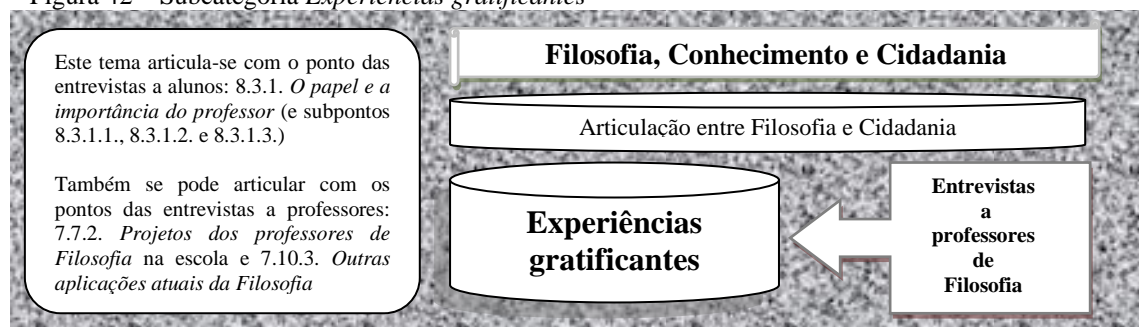 Figura 42 – Subcategoria Experiências gratificantes
Este tema articula-se com o ponto das
entrevistas a alunos: 8.3.1. O papel e a
importância do professor (e subpontos
8.3.1.1., 8.3.1.2. e 8.3.1.3.)
Também se pode articular com os
pontos das entrevistas a professores:
7.7.2. Projetos dos professores de
Filosofia na escola e 7.10.3. Outras
aplicações atuais da Filosofia
Filosofia, Conhecimento e Cidadania
Articulação entre Filosofia e Cidadania
Experiências
gratificantes
Entrevistas
a
professores
de
Filosofia